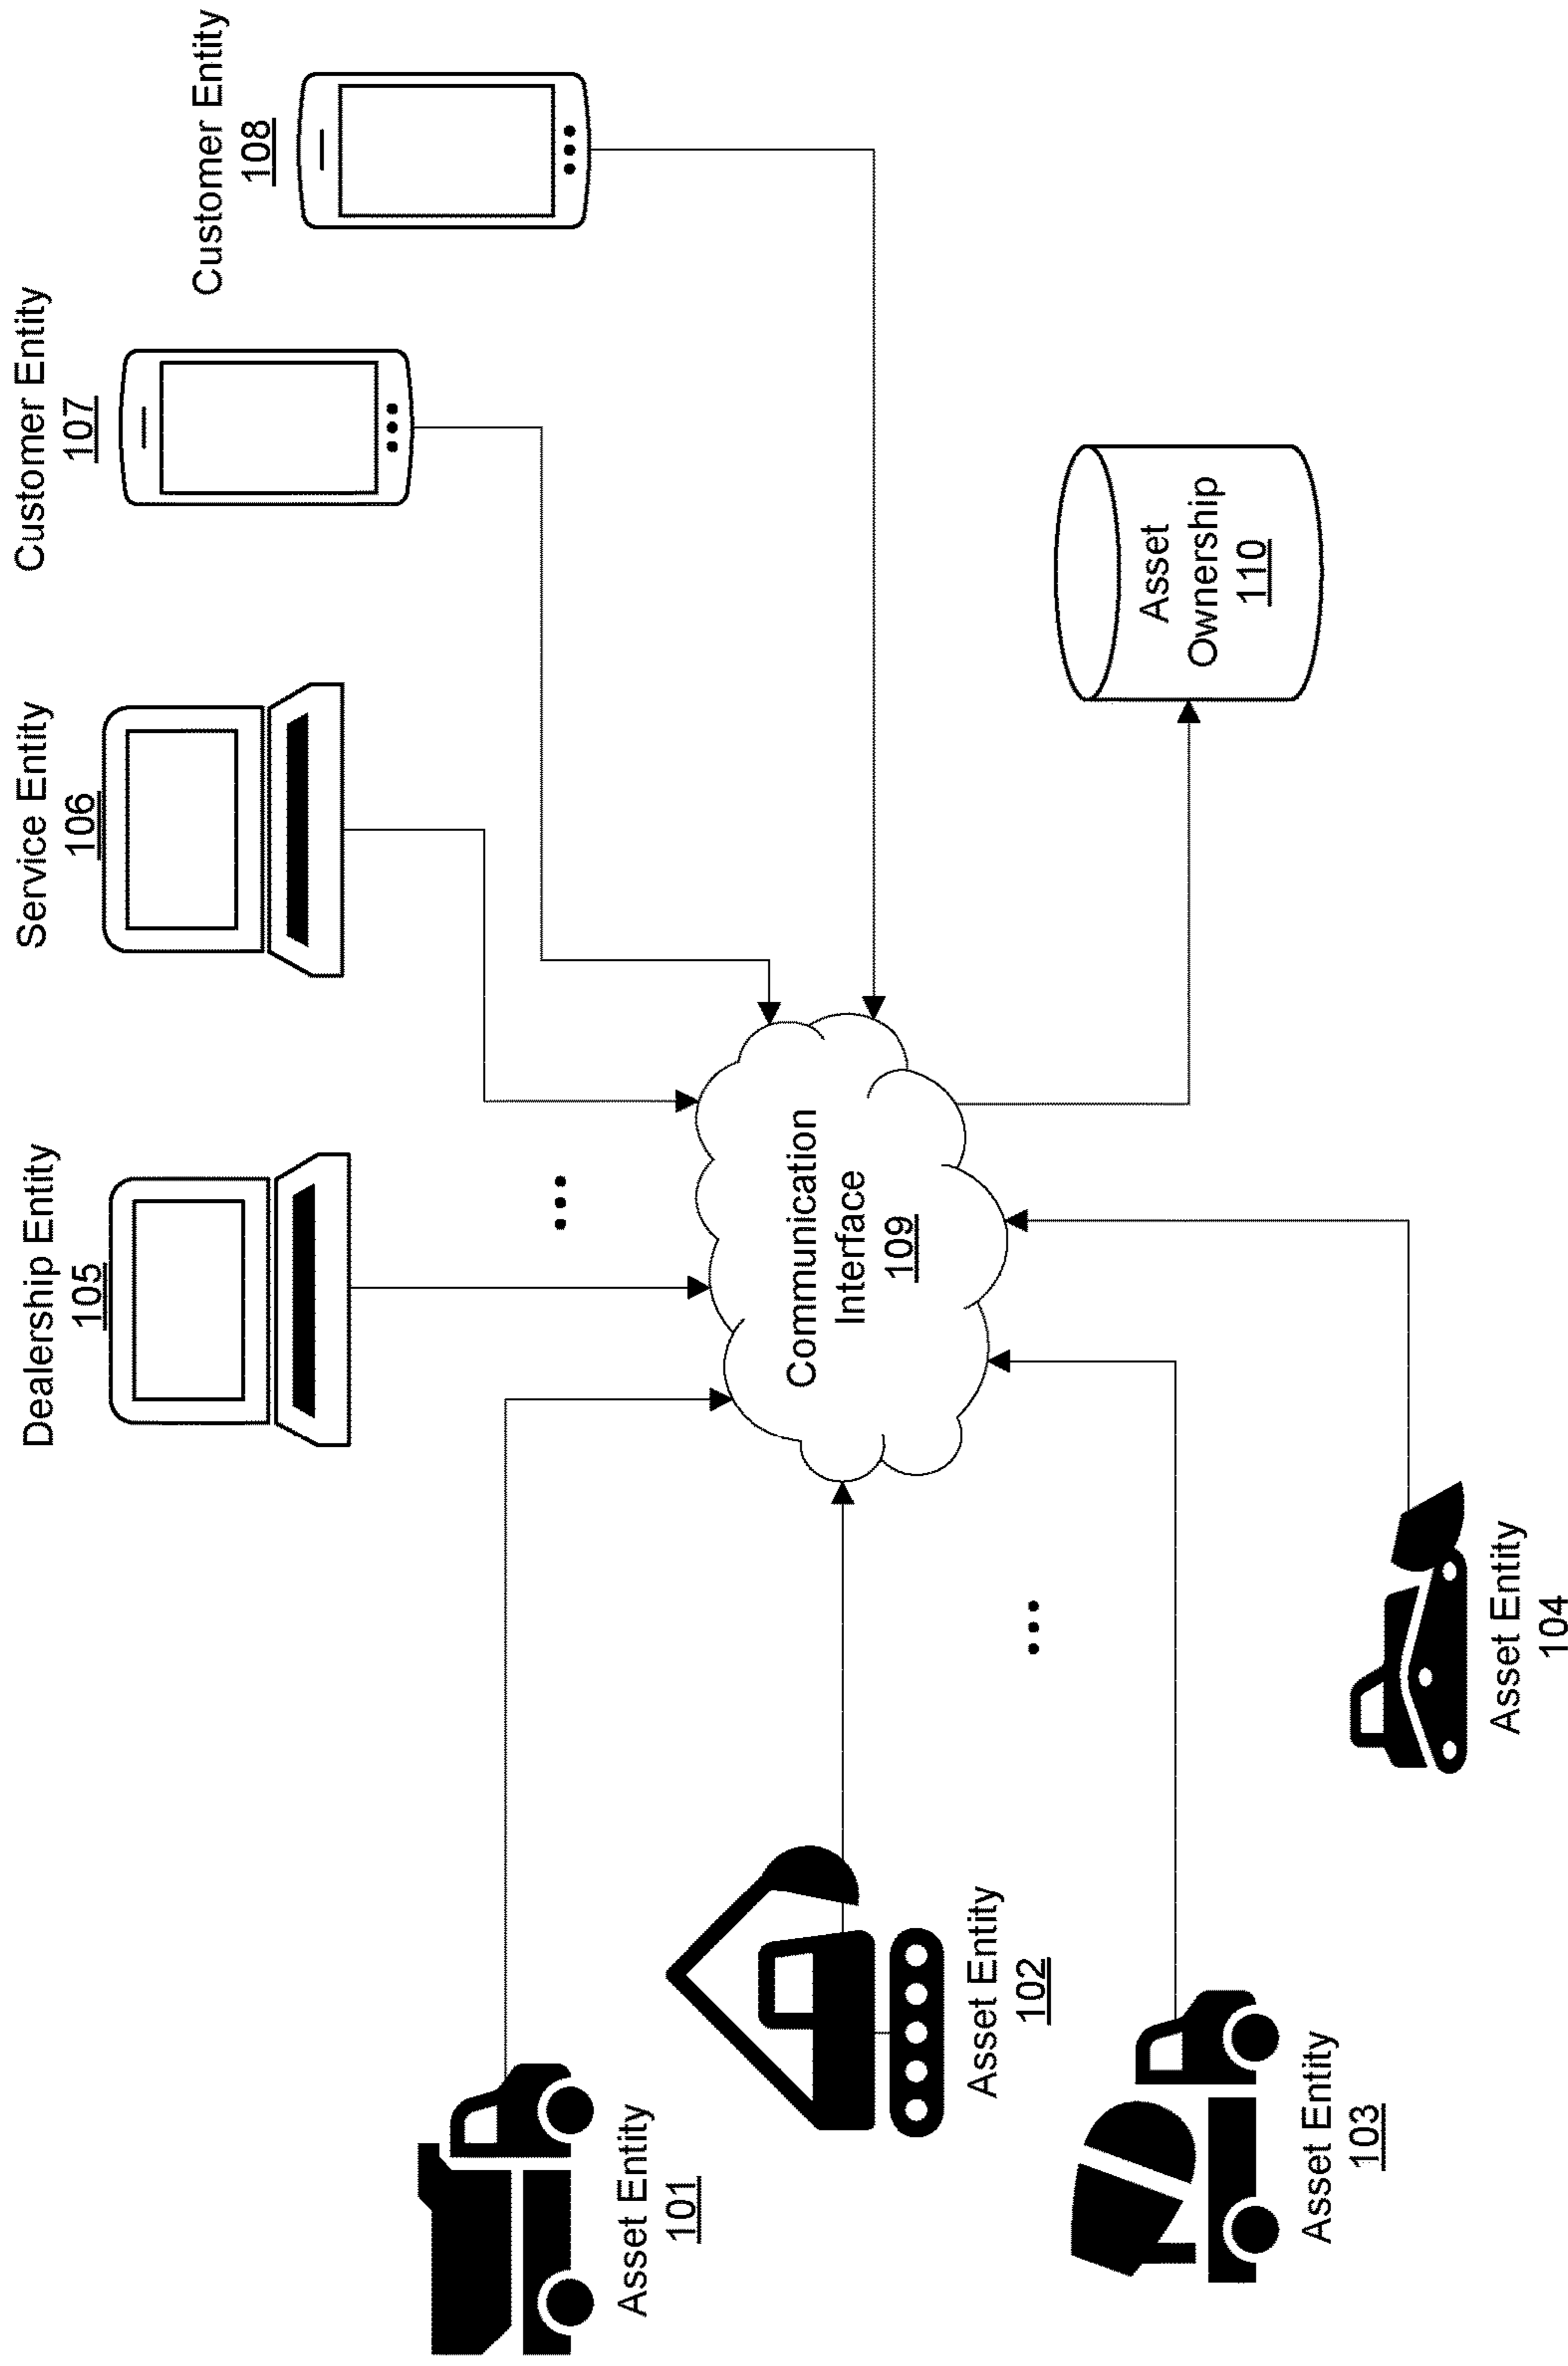 Dealership Entity
105
Service Entity
106
Customer Entity
107
Customer Entity
108
Asset Entity
101
Asset Entity
102
Asset Entity
103
Asset Entity
104
Communication
Interface
109
Asset
Ownership
110